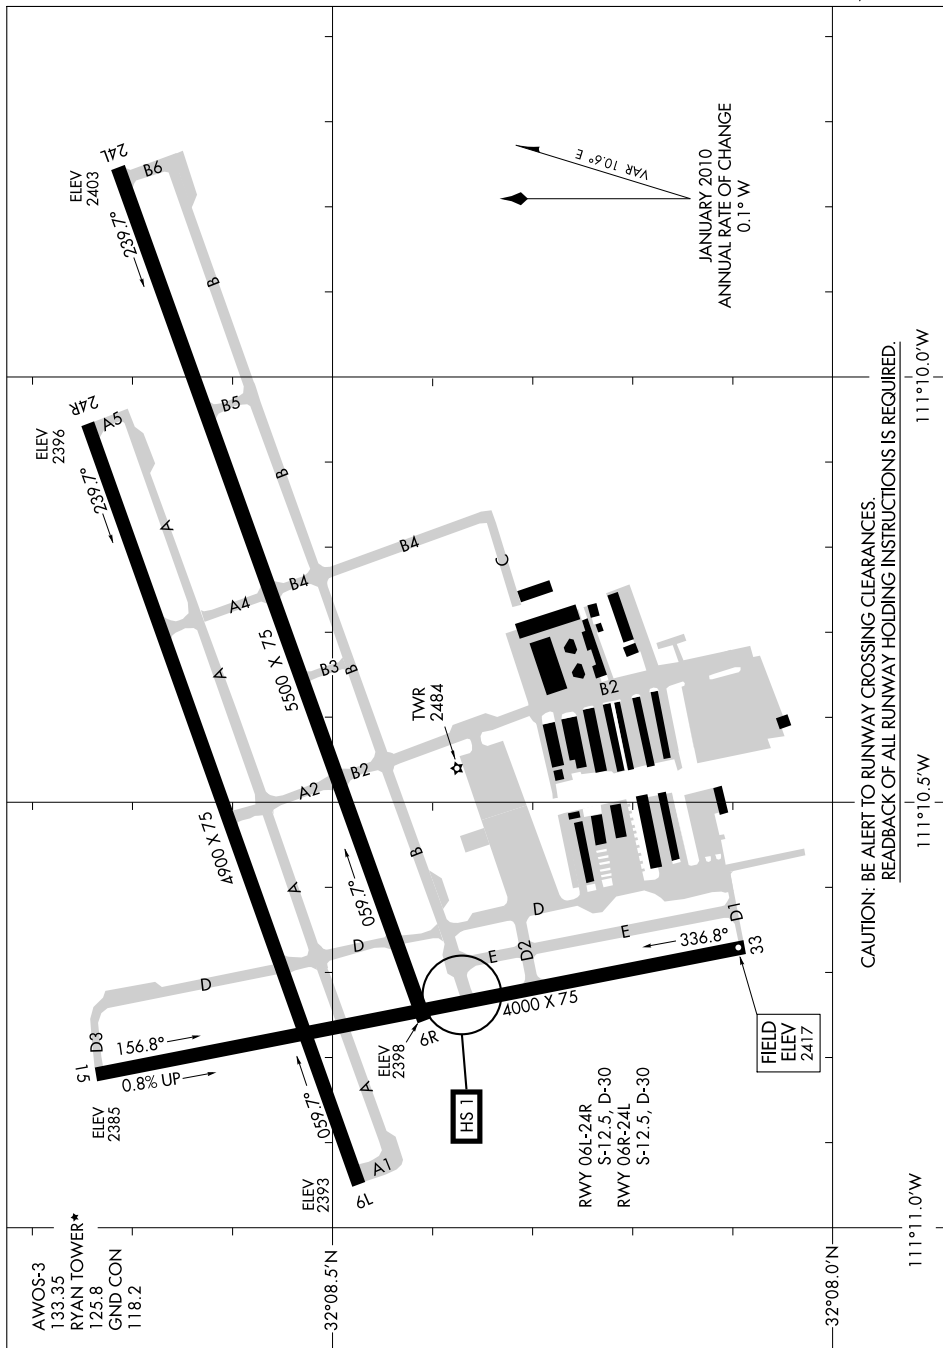 AWOS-3
133.35
RYAN TOWER★
125.8
GND CON
118.2
ELEV
2385
15
D3
156.8°
0.8% UP
D
D
D
D2
D
D1
E
E
336.8°
33
4000 X 75
FIELD
ELEV
2417
ELEV
2393
6L
A1
059.7°
A
A
A
A
A2
A4
A5
4900 X 75
239.7°
24R
ELEV
2396
ELEV
2398
6R
HS 1
059.7°
5500 X 75
239.7°
24L
ELEV
2403
B6
B
B5
B
B4
B4
B3
B
B2
B
C
B2
TWR
2484
RWY 06L-24R
S-12.5, D-30
RWY 06R-24L
S-12.5, D-30
VAR 10.6° E
JANUARY 2010
ANNUAL RATE OF CHANGE
0.1° W
32°08.5'N
32°08.0'N
111°11.0'W
111°10.5'W
111°10.0'W
CAUTION: BE ALERT TO RUNWAY CROSSING CLEARANCES.
READBACK OF ALL RUNWAY HOLDING INSTRUCTIONS IS REQUIRED.